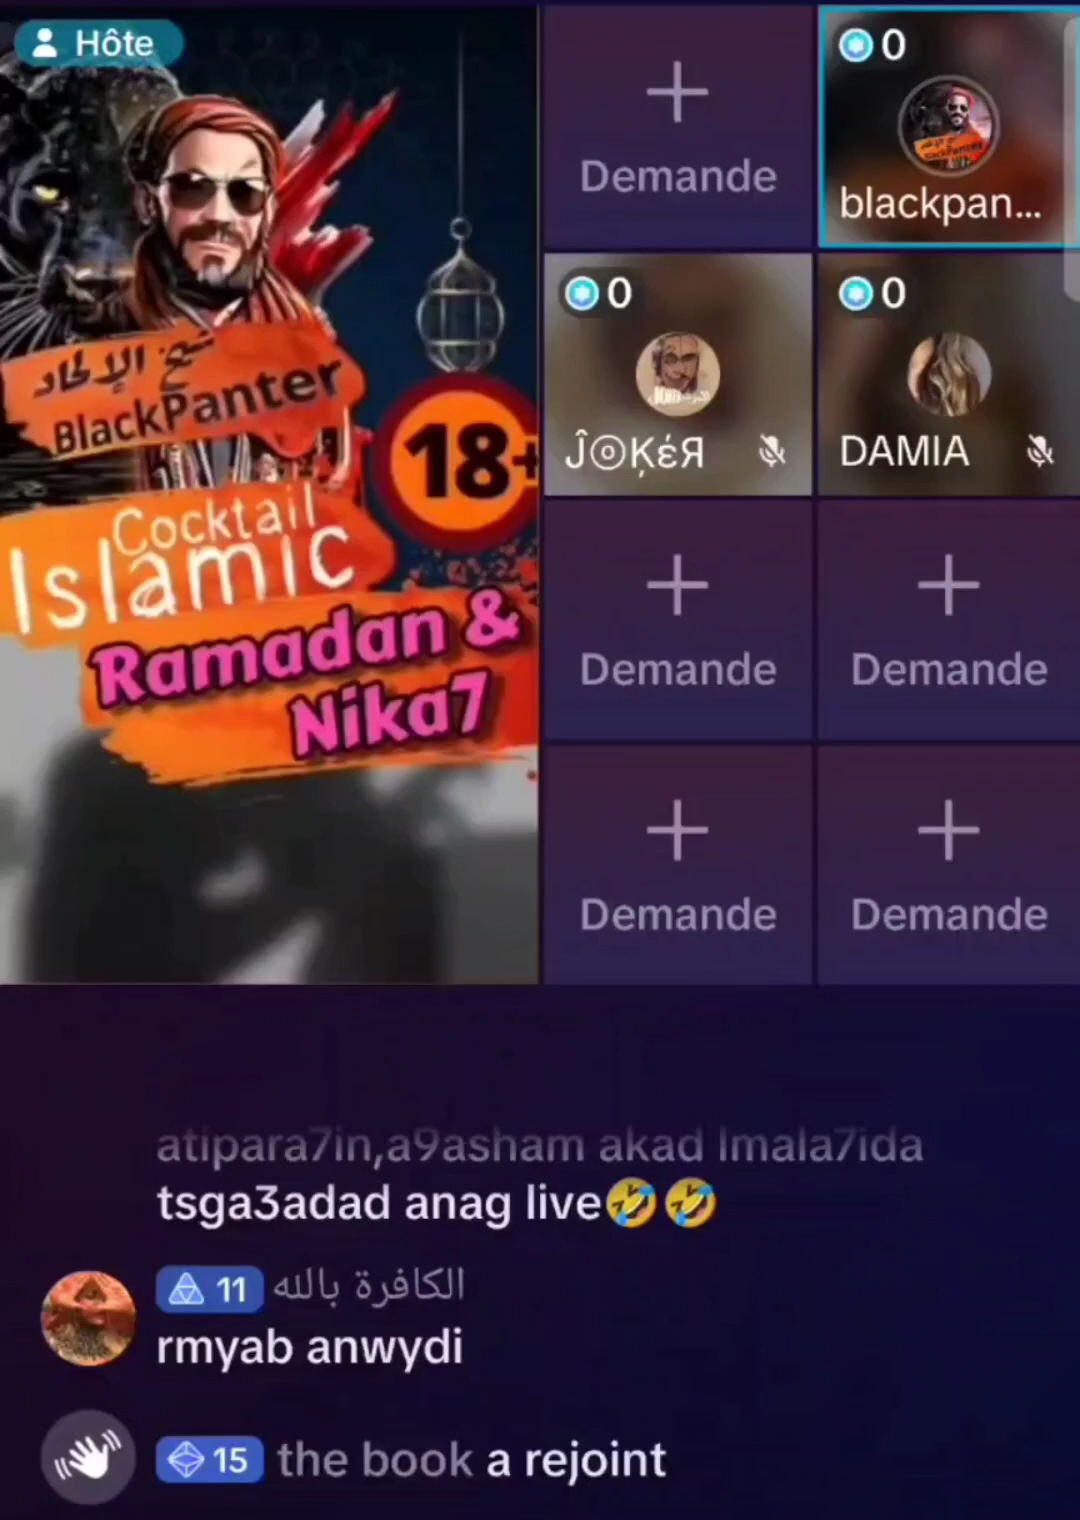 Hôte
شيخ الإلحاد
BlackPanter
18+
Cocktail
Islamic
Ramadan &
Nika7
Demande
0
blackpan...
0
ĴⓞĶέЯ
0
DAMIA
Demande
Demande
Demande
Demande
atipara7in,a9asham akad lmala7ida
tsga3adad anag live🤣🤣
11 الكافرة بالله
rmyab anwydi
15 the book a rejoint